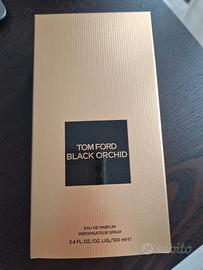 TOM FORD
BLACK ORCHID
EAU DE PARFUM
VAPORISATEUR SPRAY
3.4 FL.OZ./OZ. LIQ./100 ml ℮
subito